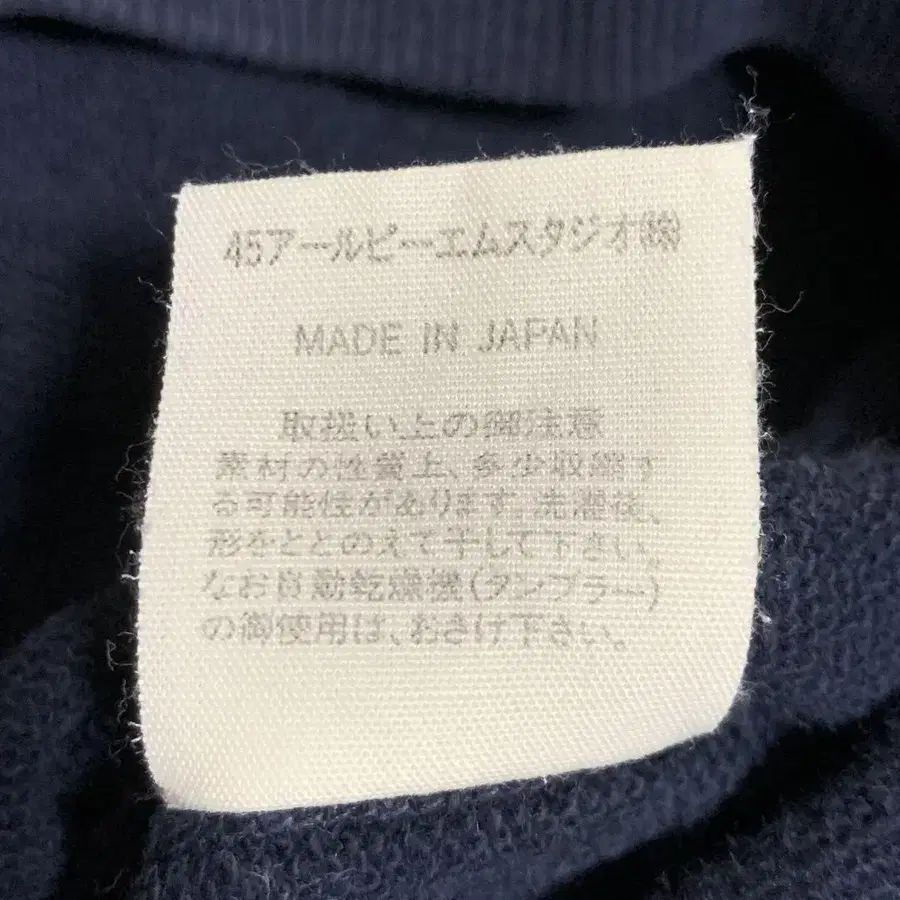 45アールピーエムスタジオ㈱
MADE IN JAPAN
取扱い上の御注意
素材の性質上、多少収縮す
る可能性があります。洗濯後、
形をととのえて干して下さい。
なお自動乾燥機(タンブラー)
の御使用は、おさけ下さい。